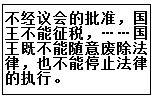 不经议会的批准，国
王不能征税，┅┅国
王既不能随意废除法
律，也不能停止法律
的执行。